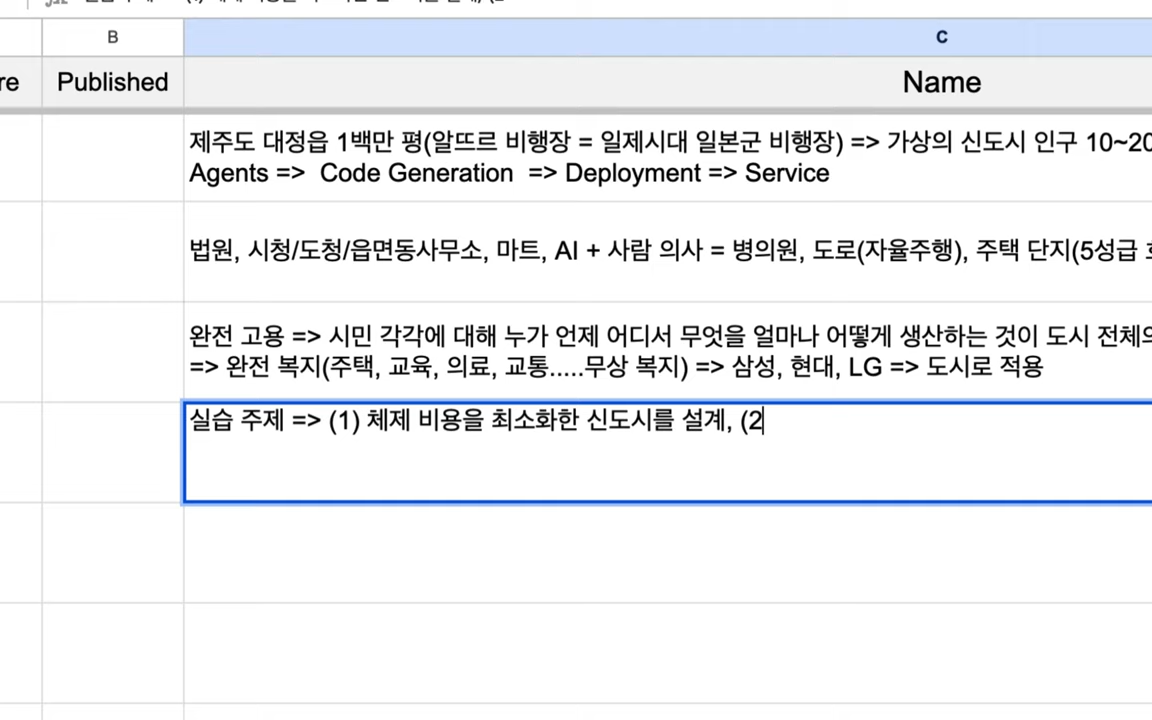 B
C
re
Published
Name
제주도 대정읍 1백만 평(알뜨르 비행장 = 일제시대 일본군 비행장) => 가상의 신도시 인구 10~20
Agents =>  Code Generation  => Deployment => Service
법원, 시청/도청/읍면동사무소, 마트, AI + 사람 의사 = 병의원, 도로(자율주행), 주택 단지(5성급
완전 고용 => 시민 각각에 대해 누가 언제 어디서 무엇을 얼마나 어떻게 생산하는 것이 도시 전체의
=> 완전 복지(주택, 교육, 의료, 교통.....무상 복지) => 삼성, 현대, LG => 도시로 적용
실습 주제 => (1) 체제 비용을 최소화한 신도시를 설계, (2